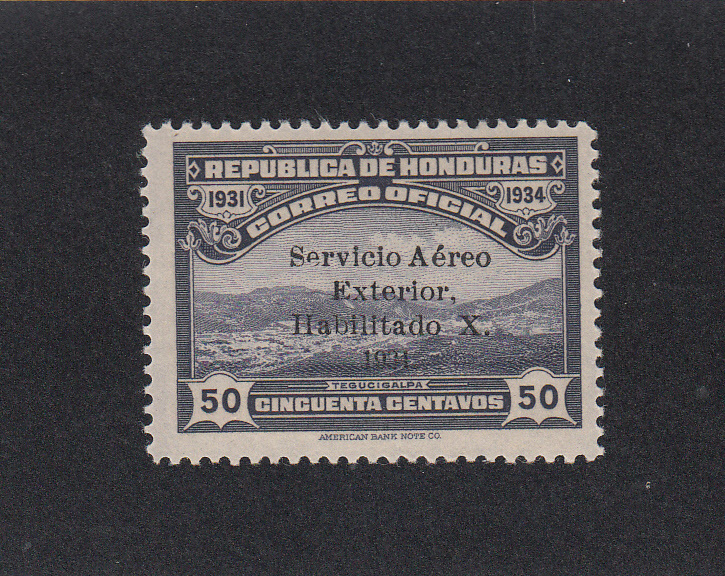 REPUBLICA DE HONDURAS
1931 1934
CORREO OFICIAL
Servicio Aéreo
Exterior,
Habilitado X.
1931
TEGUCIGALPA
50 CINCUENTA CENTAVOS 50
AMERICAN BANK NOTE CO.